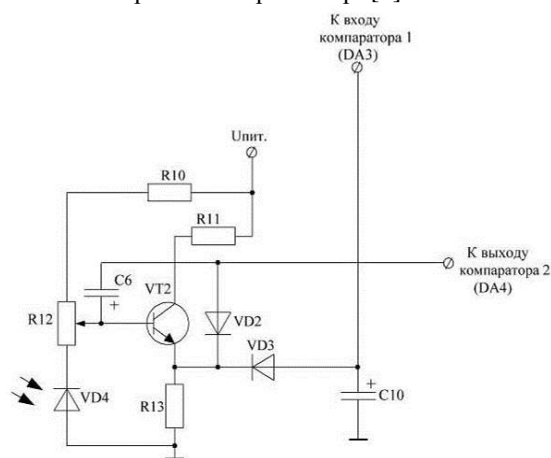 К входу
компаратора 1
(DA3)
Uпит.
R10
R11
К выходу
компаратора 2
(DA4)
C6
+
VT2
R12
VD2
VD3
+
VD4
R13
C10